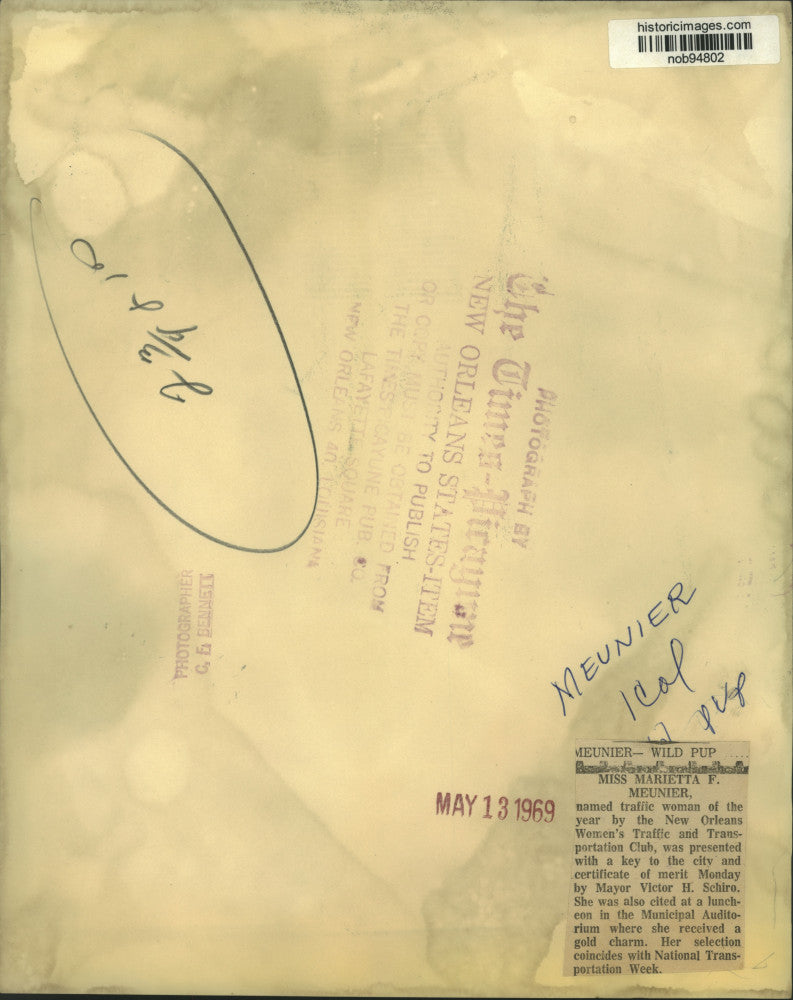 historicimages.com
nob94802
PHOTOGRAPH BY
The Times-Picayune
NEW ORLEANS STATES-ITEM
AUTHORITY TO PUBLISH
OR COPY MUST BE OBTAINED FROM
THE TIMES-PICAYUNE PUB. CO.
LAFAYETTE SQUARE
NEW ORLEANS 40, LOUISIANA
PHOTOGRAPHER
C. F. BENNETT
MEUNIER
1 Col
W PUP
MAY 13 1969
MEUNIER— WILD PUP .....
MISS MARIETTA F.
MEUNIER,
named traffic woman of the
year by the New Orleans
Women's Traffic and Trans-
portation Club, was presented
with a key to the city and
certificate of merit Monday
by Mayor Victor H. Schiro.
She was also cited at a lunch-
eon in the Municipal Audito-
rium where she received a
gold charm. Her selection
coincides with National Trans-
portation Week.